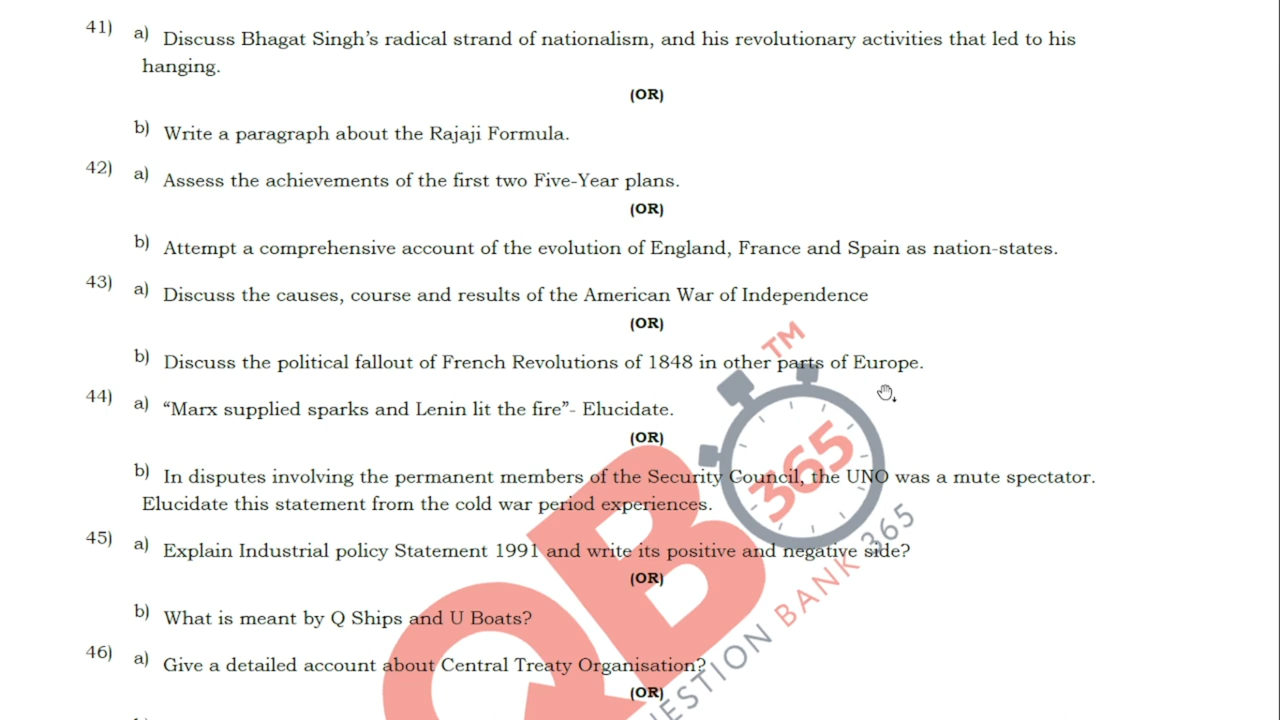 41) a) Discuss Bhagat Singh's radical strand of nationalism, and his revolutionary activities that led to his
hanging.
(OR)
b) Write a paragraph about the Rajaji Formula.
42) a) Assess the achievements of the first two Five-Year plans.
(OR)
b) Attempt a comprehensive account of the evolution of England, France and Spain as nation-states.
43) a) Discuss the causes, course and results of the American War of Independence
(OR)
b) Discuss the political fallout of French Revolutions of 1848 in other parts of Europe.
44) a) “Marx supplied sparks and Lenin lit the fire”- Elucidate.
(OR)
b) In disputes involving the permanent members of the Security Council, the UNO was a mute spectator.
Elucidate this statement from the cold war period experiences.
45) a) Explain Industrial policy Statement 1991 and write its positive and negative side?
(OR)
b) What is meant by Q Ships and U Boats?
46) a) Give a detailed account about Central Treaty Organisation?
(OR)
QB
365
TM
ESTION BANK 365